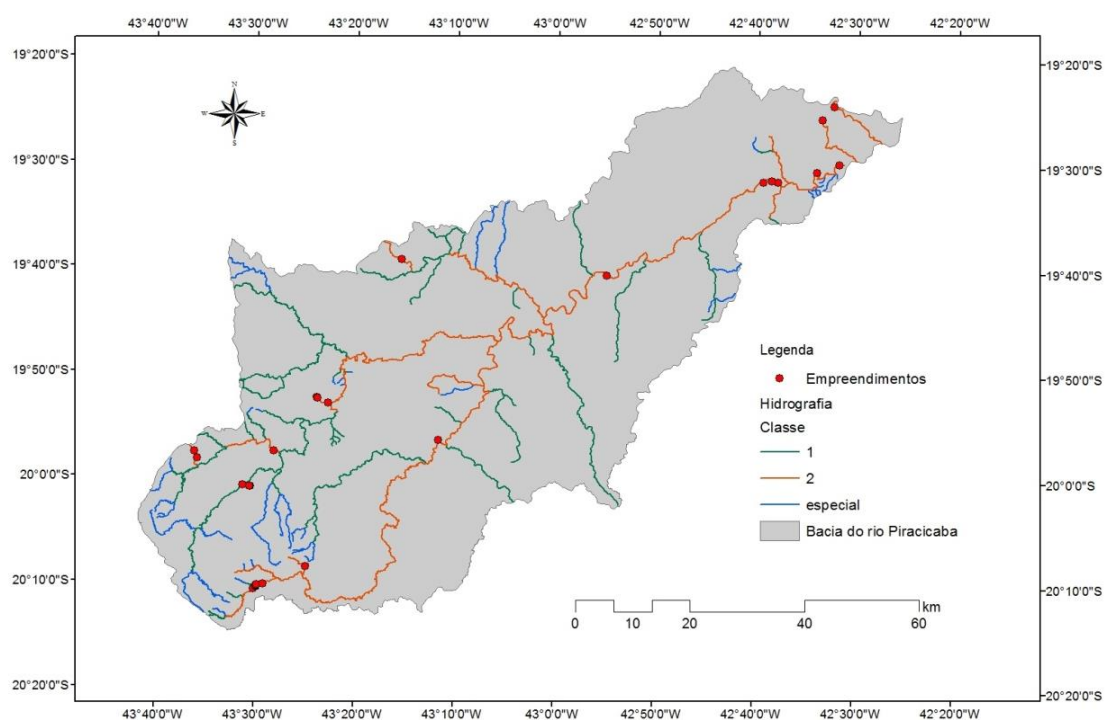 43°40'0"W 43°30'0"W 43°20'0"W 43°10'0"W 43°0'0"W 42°50'0"W 42°40'0"W 42°30'0"W 42°20'0"W
19°20'0"S 19°20'0"S
N
W E
S
19°30'0"S 19°30'0"S
19°40'0"S 19°40'0"S
19°50'0"S 19°50'0"S
Legenda
Empreendimentos
Hidrografia
Classe
1
2
especial
Bacia do rio Piracicaba
20°0'0"S 20°0'0"S
20°10'0"S 20°10'0"S
km
0 10 20 40 60
20°20'0"S 20°20'0"S
43°40'0"W 43°30'0"W 43°20'0"W 43°10'0"W 43°0'0"W 42°50'0"W 42°40'0"W 42°30'0"W 42°20'0"W